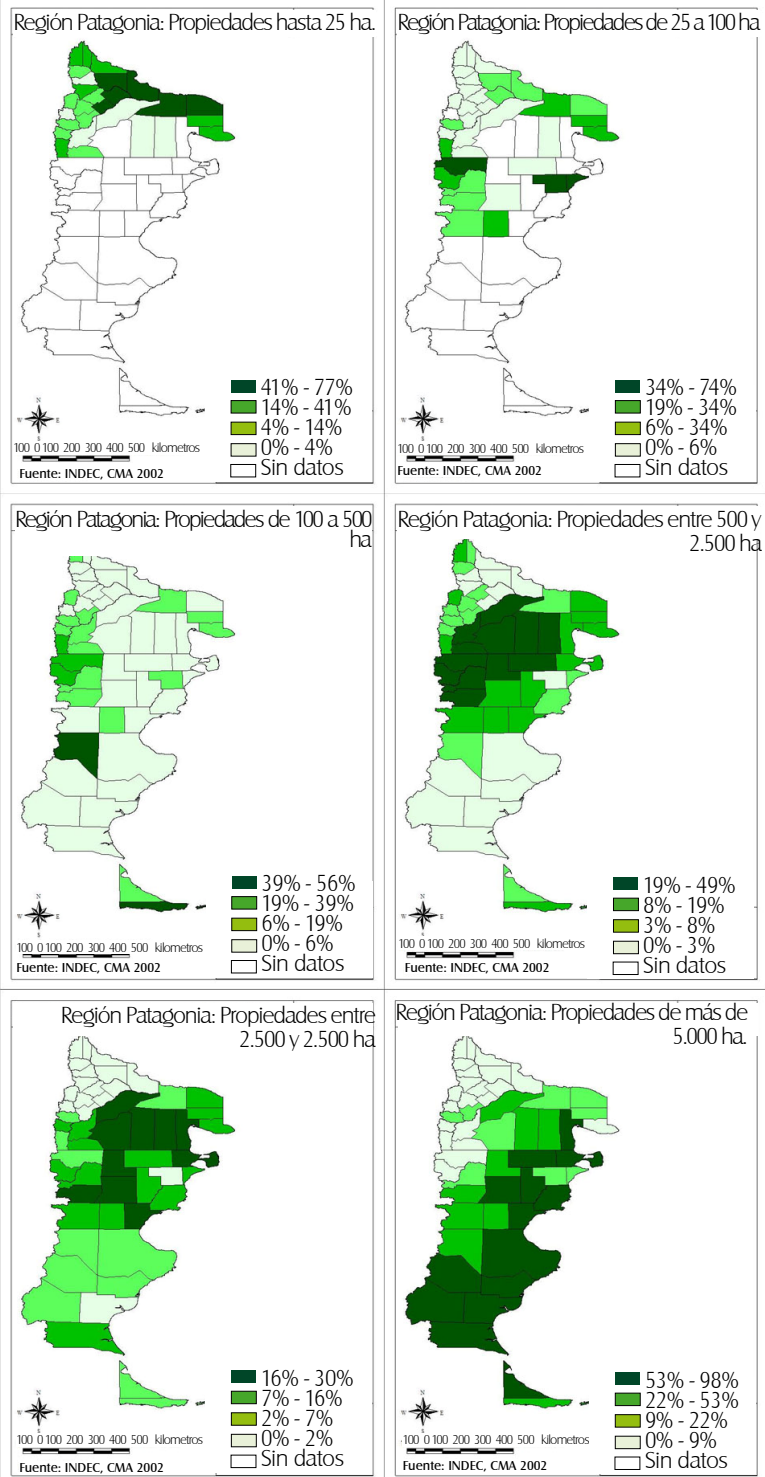 Región Patagonia: Propiedades hasta 25 ha.
41% - 77%
14% - 41%
4% - 14%
0% - 4%
Sin datos
N
W E
S
100 0 100 200 300 400 500 kilometros
Fuente: INDEC, CMA 2002
Región Patagonia: Propiedades de 25 a 100 ha
34% - 74%
19% - 34%
6% - 34%
0% - 6%
Sin datos
N
W E
S
100 0 100 200 300 400 500 kilometros
Fuente: INDEC, CMA 2002
Región Patagonia: Propiedades de 100 a 500
ha
39% - 56%
19% - 39%
6% - 19%
0% - 6%
Sin datos
N
W E
S
100 0 100 200 300 400 500 kilometros
Fuente: INDEC, CMA 2002
Región Patagonia: Propiedades entre 500 y
2.500 ha
19% - 49%
8% - 19%
3% - 8%
0% - 3%
Sin datos
N
W E
S
100 0 100 200 300 400 500 kilometros
Fuente: INDEC, CMA 2002
Región Patagonia: Propiedades entre
2.500 y 2.500 ha
16% - 30%
7% - 16%
2% - 7%
0% - 2%
Sin datos
N
W E
S
100 0 100 200 300 400 500 kilometros
Fuente: INDEC, CMA 2002
Región Patagonia: Propiedades de más de
5.000 ha.
53% - 98%
22% - 53%
9% - 22%
0% - 9%
Sin datos
N
W E
S
100 0 100 200 300 400 500 kilometros
Fuente: INDEC, CMA 2002